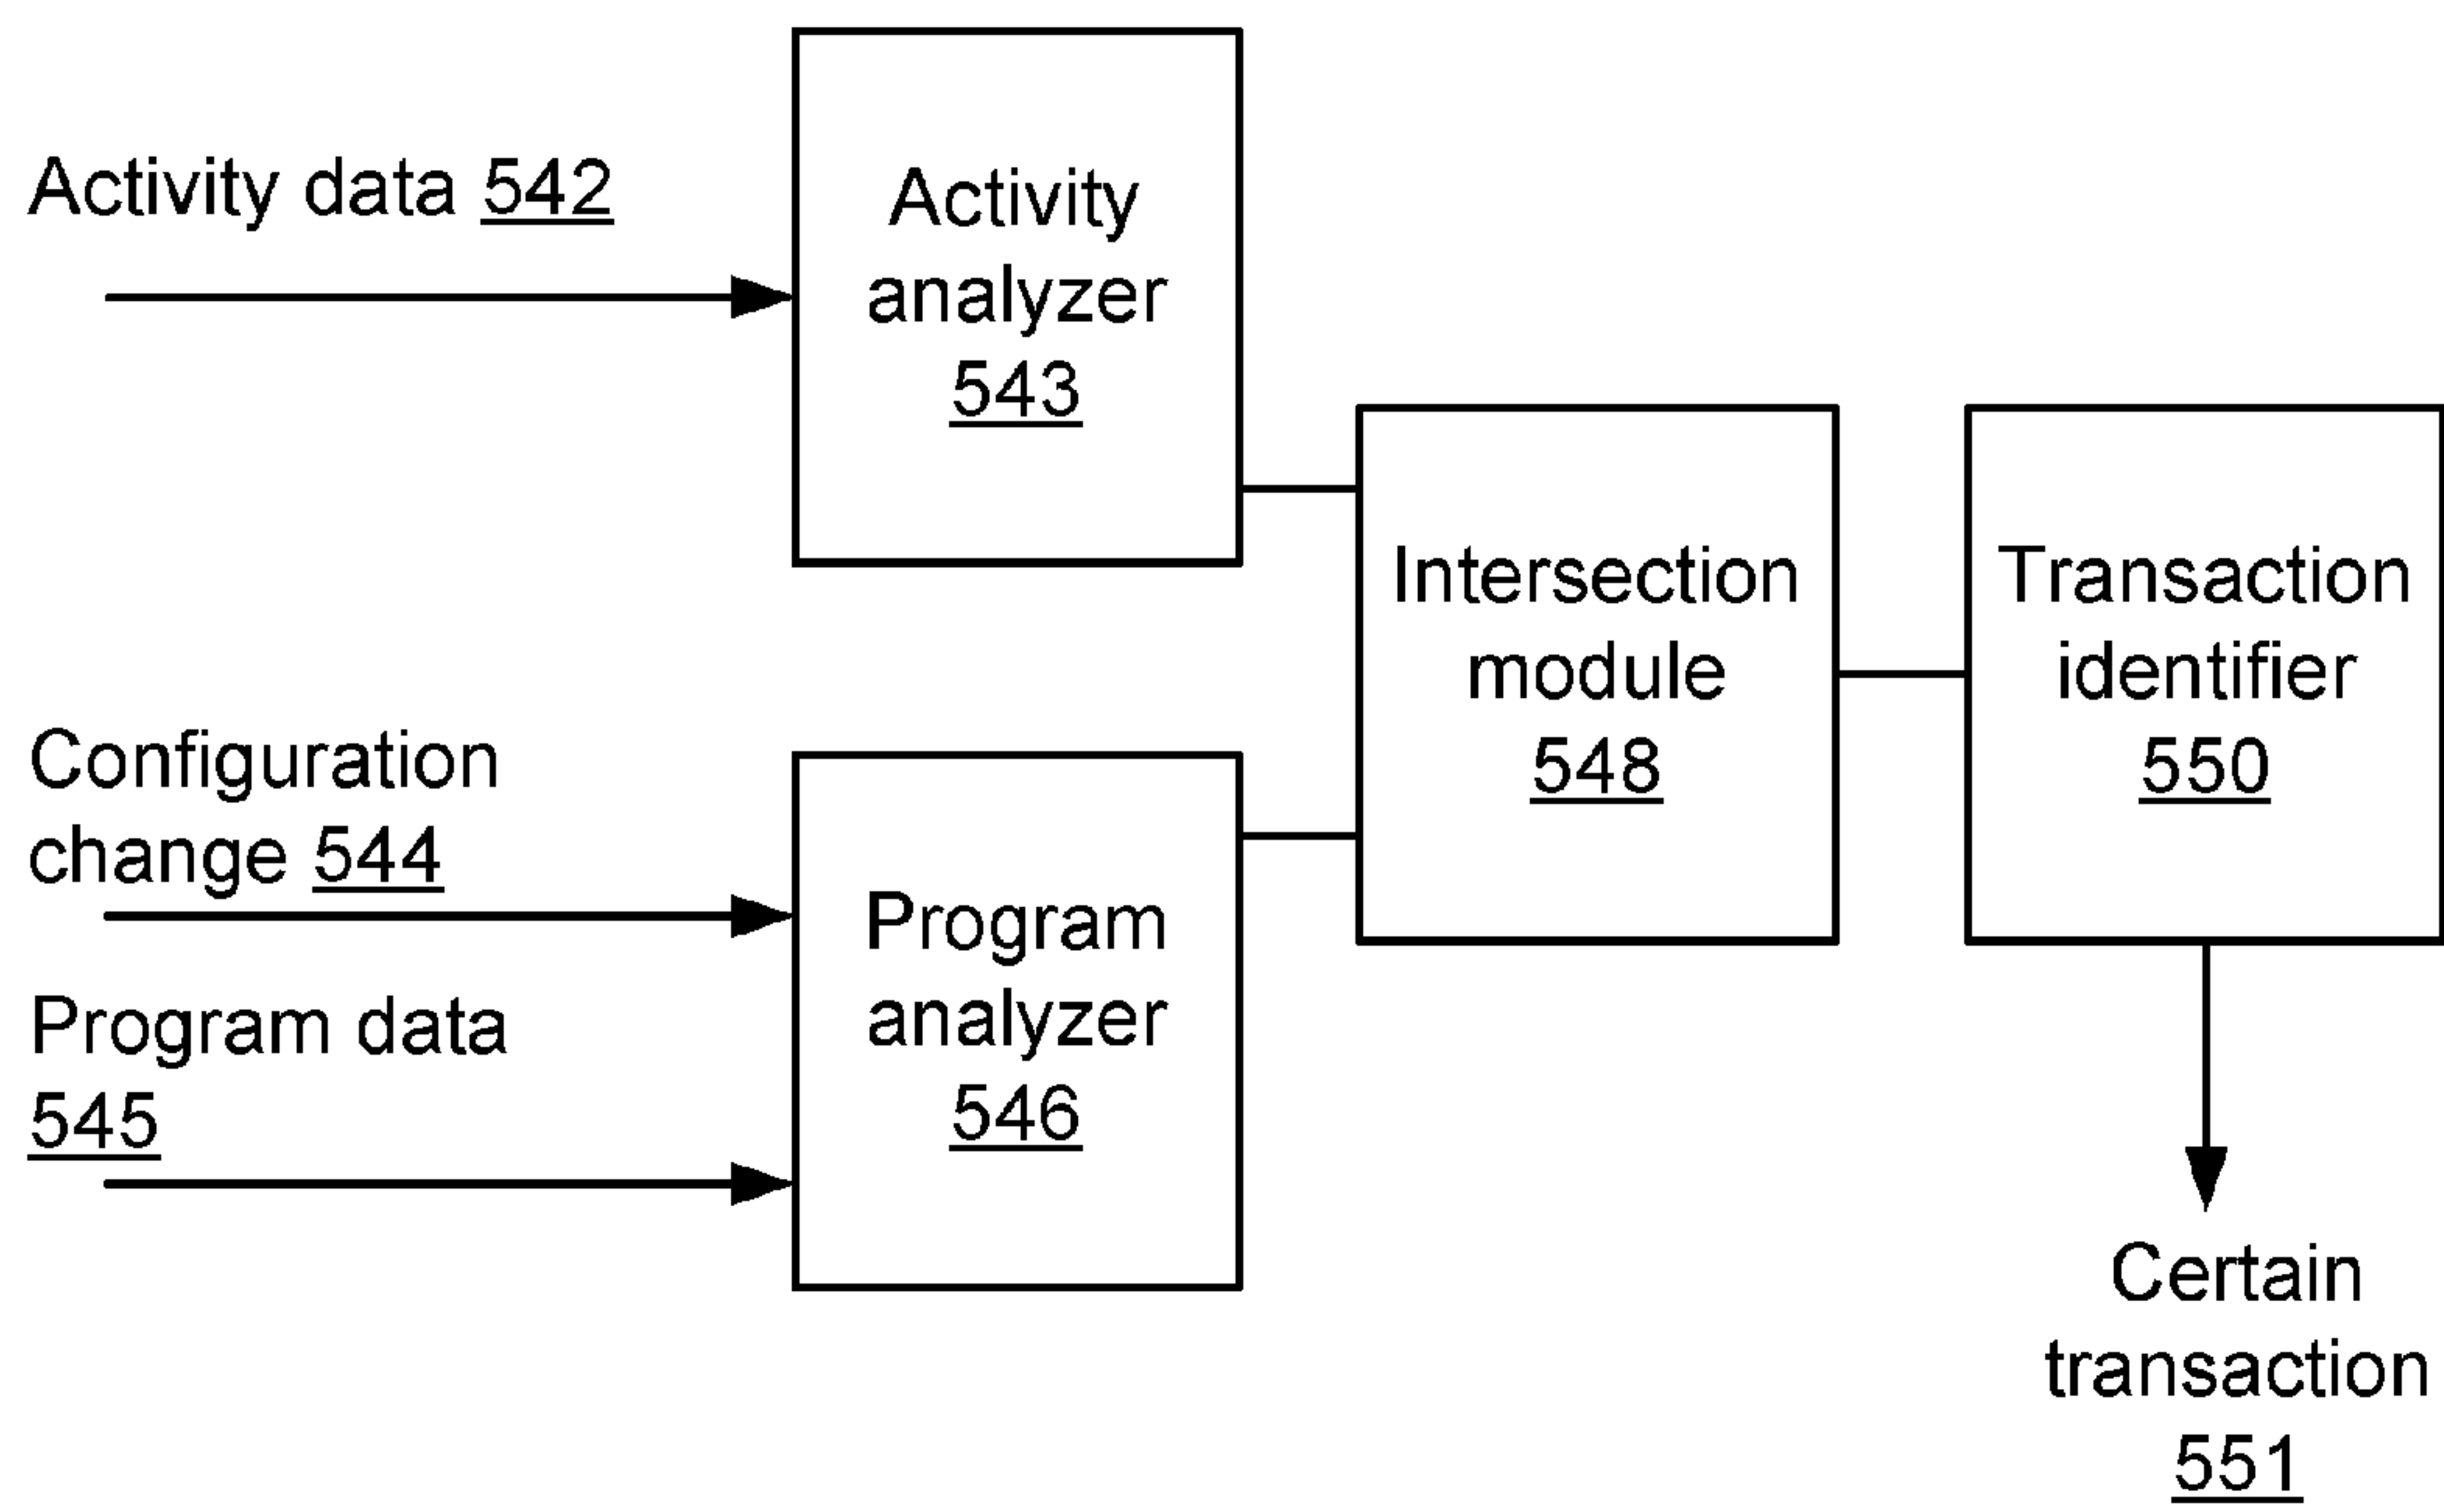 Activity data 542
Activity
analyzer
543
Configuration
change 544
Program data
545
Program
analyzer
546
Intersection
module
548
Transaction
identifier
550
Certain
transaction
551